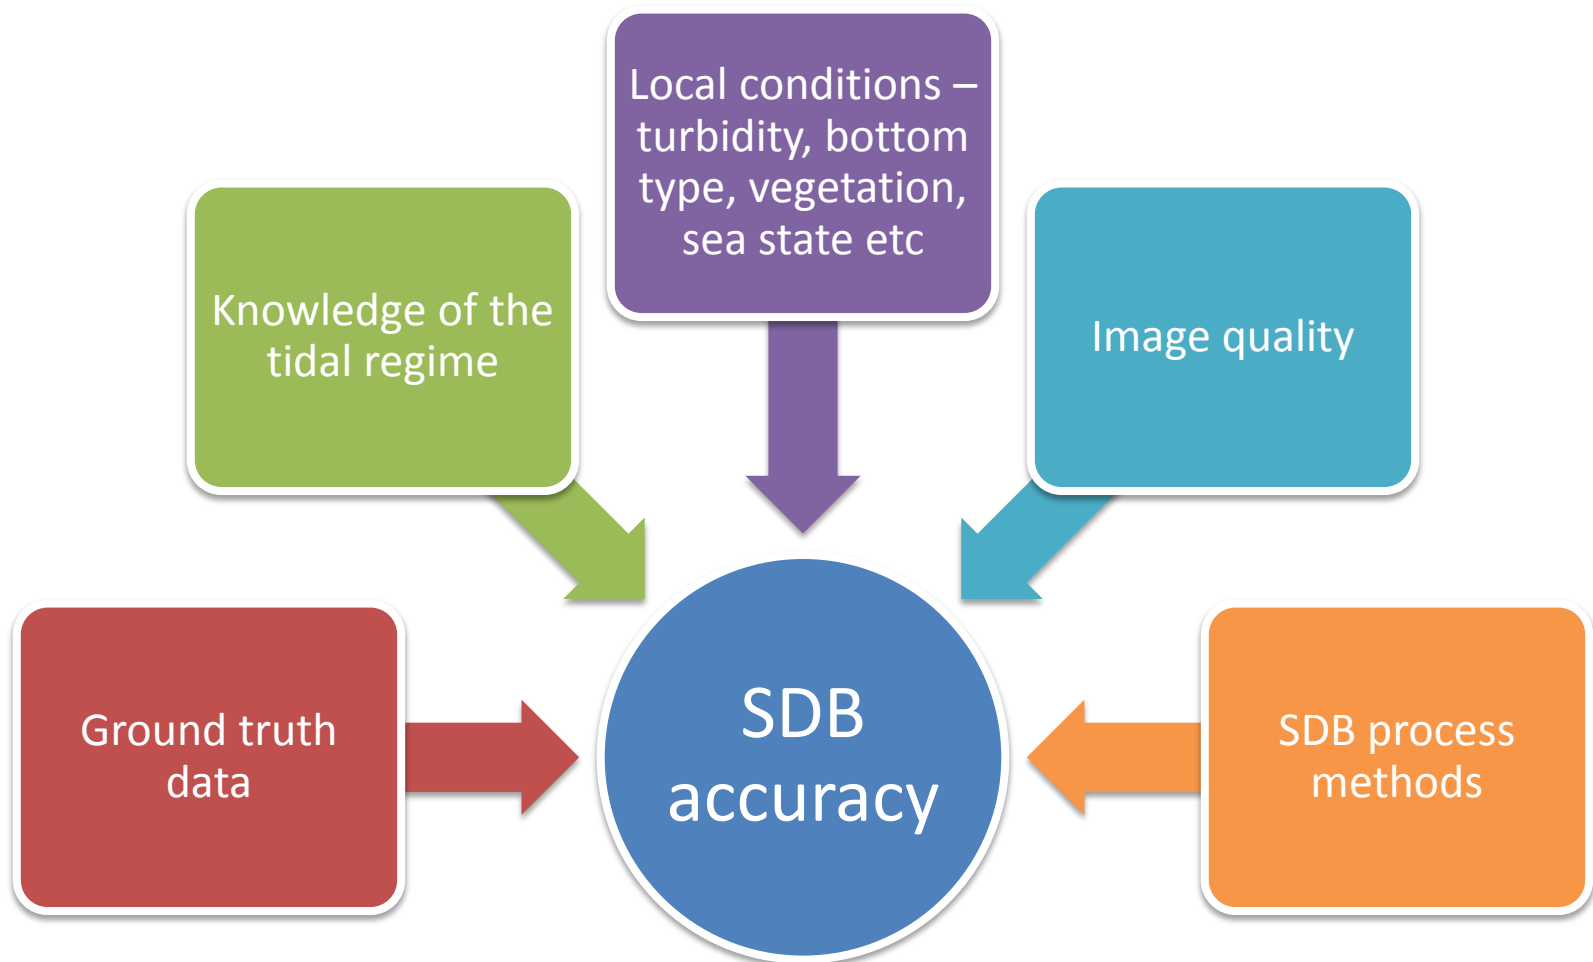 Local conditions –
turbidity, bottom
type, vegetation,
sea state etc
Knowledge of the
tidal regime
Image quality
Ground truth
data
SDB
accuracy
SDB process
methods